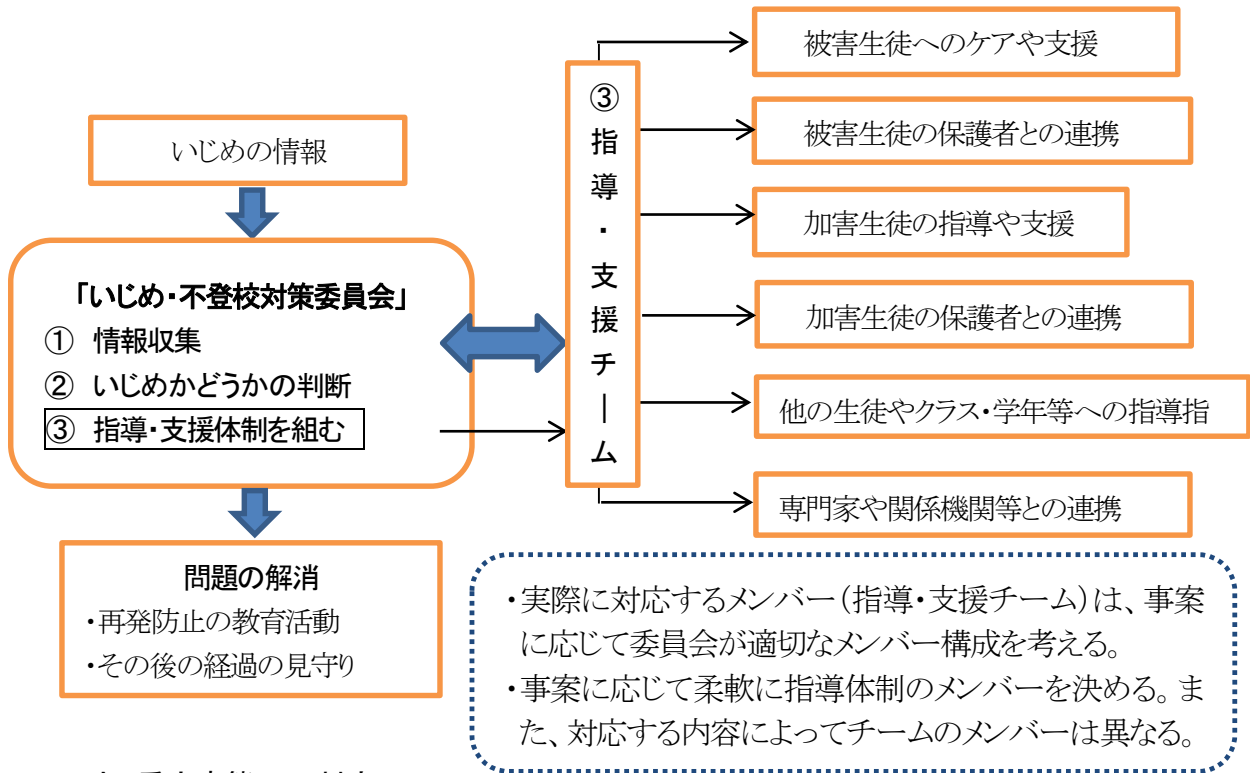 いじめの情報
「いじめ・不登校対策委員会」
① 情報収集
② いじめかどうかの判断
③ 指導・支援体制を組む
問題の解消
・再発防止の教育活動
・その後の経過の見守り
③
指
導
・
支
援
チ
ー
ム
被害生徒へのケアや支援
被害生徒の保護者との連携
加害生徒の指導や支援
加害生徒の保護者との連携
他の生徒やクラス・学年等への指導指
専門家や関係機関等との連携
・実際に対応するメンバー(指導・支援チーム)は、事案
に応じて委員会が適切なメンバー構成を考える。
・事案に応じて柔軟に指導体制のメンバーを決める。ま
た、対応する内容によってチームのメンバーは異なる。